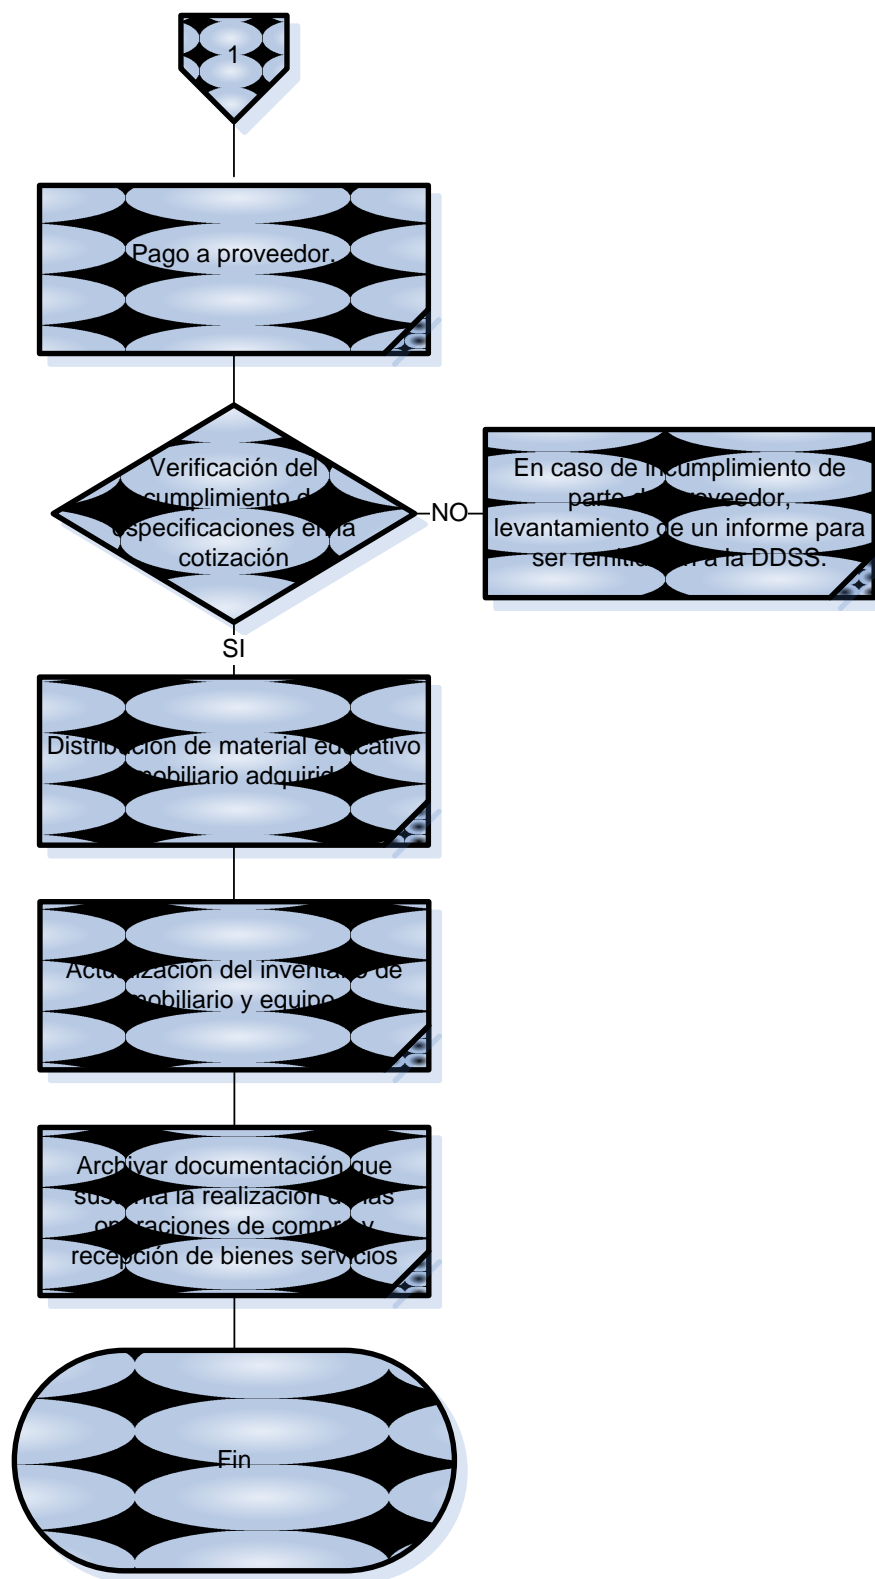 1
Pago a proveedor.
Verificación del
cumplimiento de
especificaciones en la
cotización
NO
En caso de incumplimiento de
parte del proveedor,
levantamiento de un informe para
ser remitido a la DDSS.
SI
Distribución de material educativo
mobiliario adquirido
Actualización del inventario de
mobiliario y equipo
Archivar documentación que
sustenta la realización de las
operaciones de compra y
recepción de bienes servicios
Fin